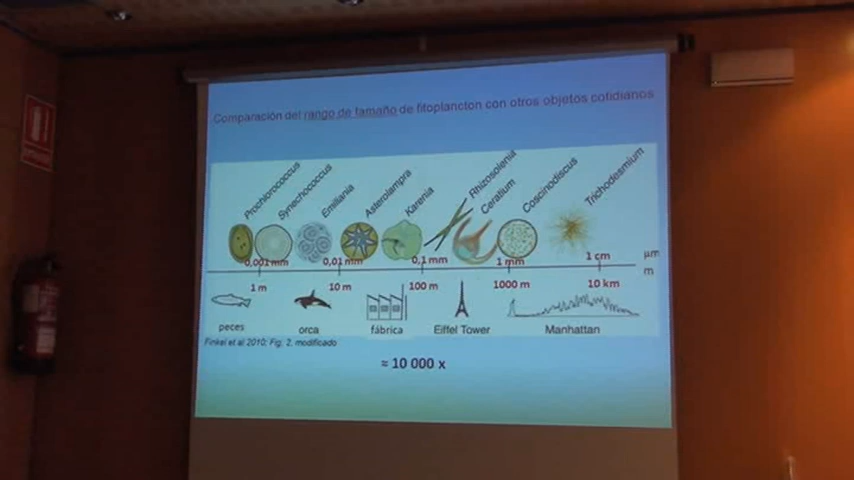 Comparación del rango de tamaño de fitoplancton con otros objetos cotidianos
Prochlorococcus
Synechococcus
Emiliania
Asterolampra
Karenia
Rhizosolenia
Ceratium
Coscinodiscus
Trichodesmium
0,001 mm 0,01 mm 0,1 mm 1 mm 1 cm µm
1 m 10 m 100 m 1000 m 10 km m
peces orca fábrica Eiffel Tower Manhattan
Finkel et al 2010; Fig. 2, modificado
≈ 10 000 x